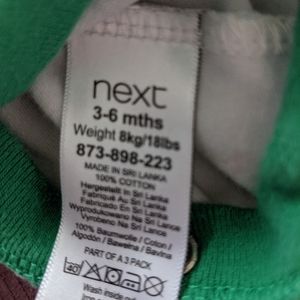 next
3-6 mths
Weight 8kg/18lbs
873-898-223
MADE IN SRI LANKA
100% COTTON
Hergestellt in Sri Lanka
Fabriqué Au Sri Lanka
Fabricado En Sri Lanka
Wyprodukowano Na Sri Lance
Vyrobeno Na Srí Lance
100% Baumwolle / Coton /
Algodón / Bawełna / Bavlna
PART OF A 3 PACK
40
Wash inside